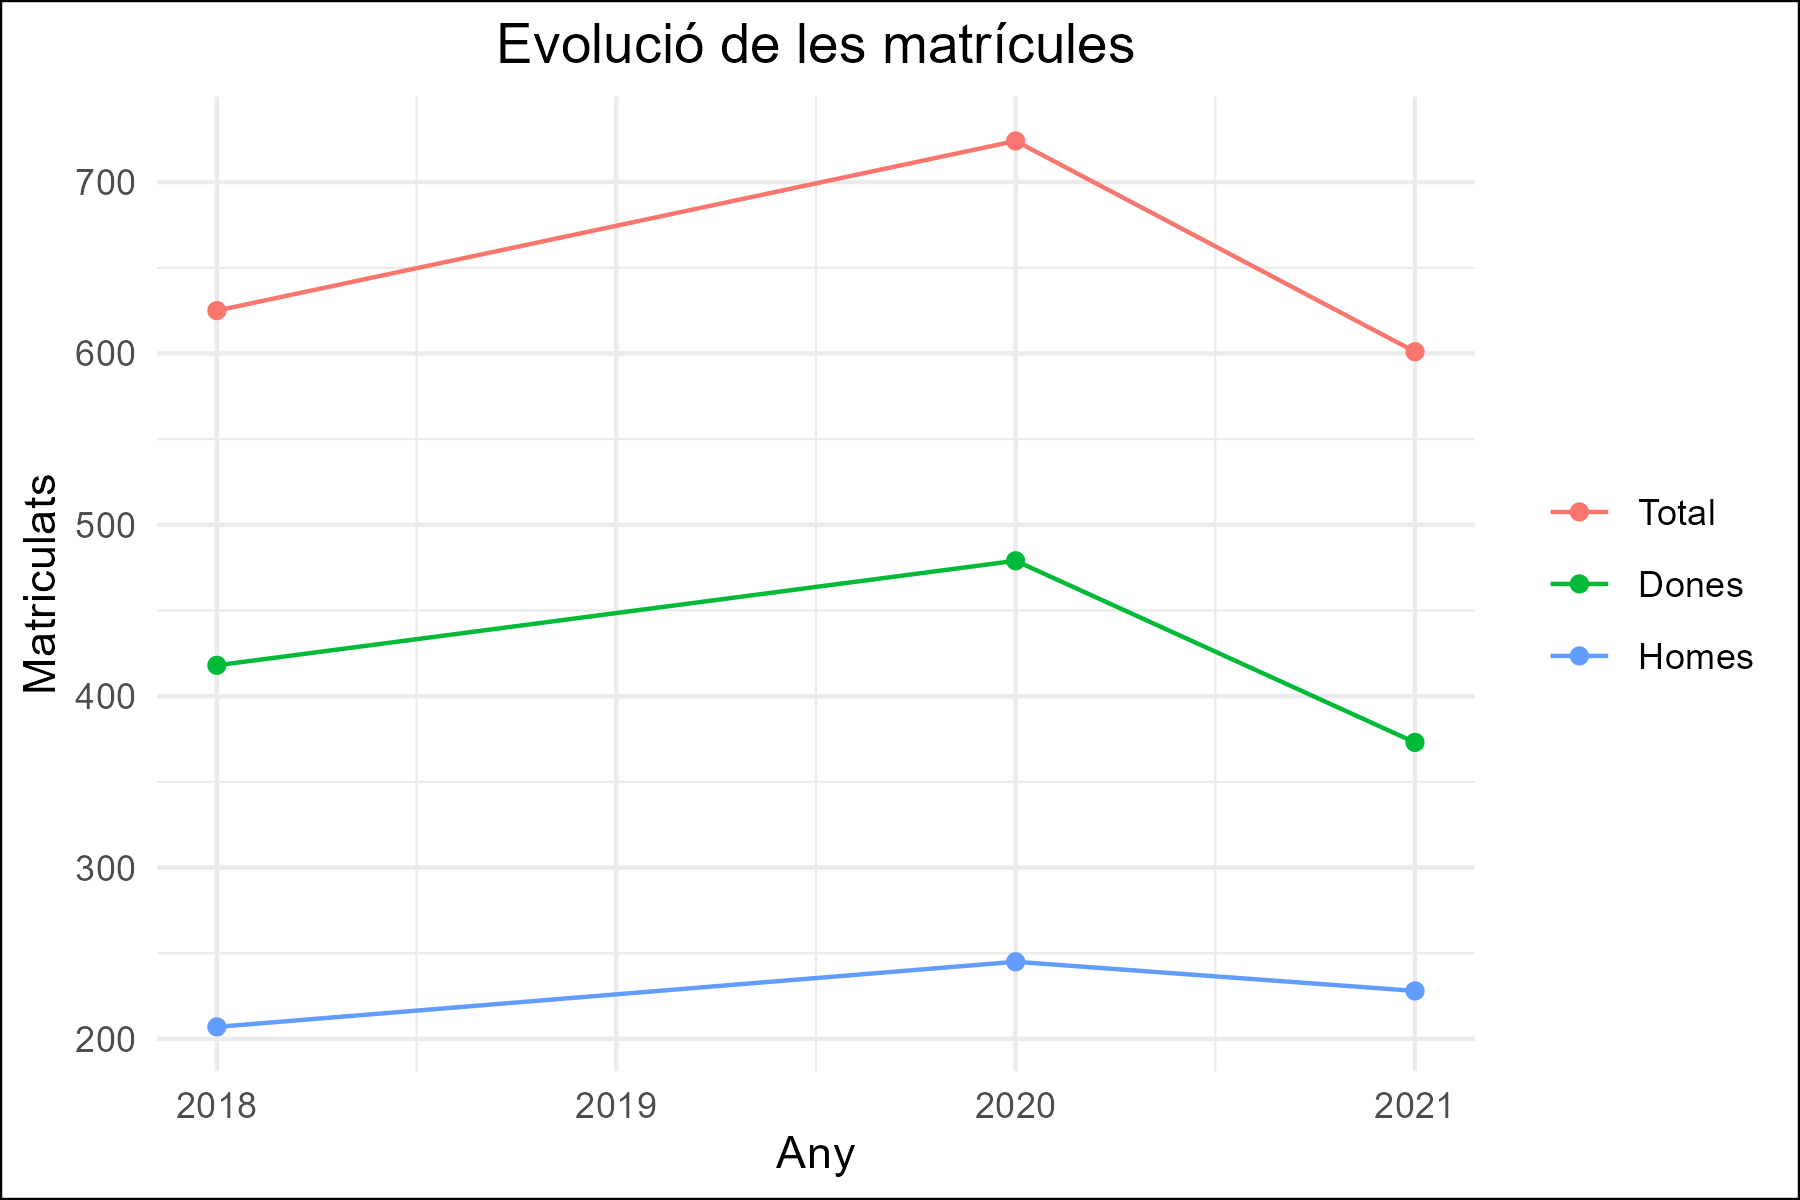 Evolució de les matrícules
Matriculats
700
600
500
400
300
200
2018
2019
2020
2021
Any
Total
Dones
Homes